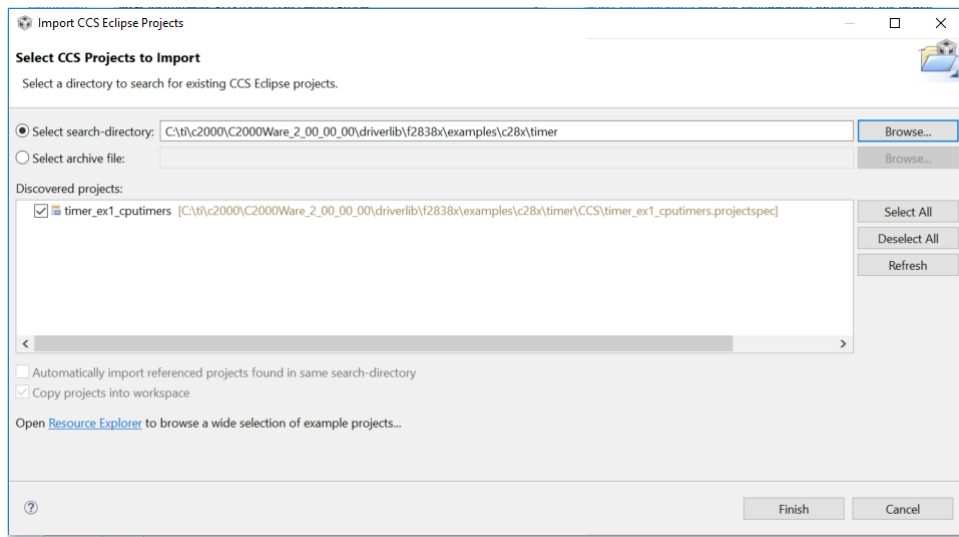 Import CCS Eclipse Projects
Select CCS Projects to Import
Select a directory to search for existing CCS Eclipse projects.
Select search-directory: C:\ti\c2000\C2000Ware_2_00_00_00\driverlib\f2838x\examples\c28x\timer Browse...
Select archive file: Browse...
Discovered projects:
timer_ex1_cputimers [C:\ti\c2000\C2000Ware_2_00_00_00\driverlib\f2838x\examples\c28x\timer\CCS\timer_ex1_cputimers.projectspec] Select All
Deselect All
Refresh
Automatically import referenced projects found in same search-directory
Copy projects into workspace
Open Resource Explorer to browse a wide selection of example projects...
Finish Cancel